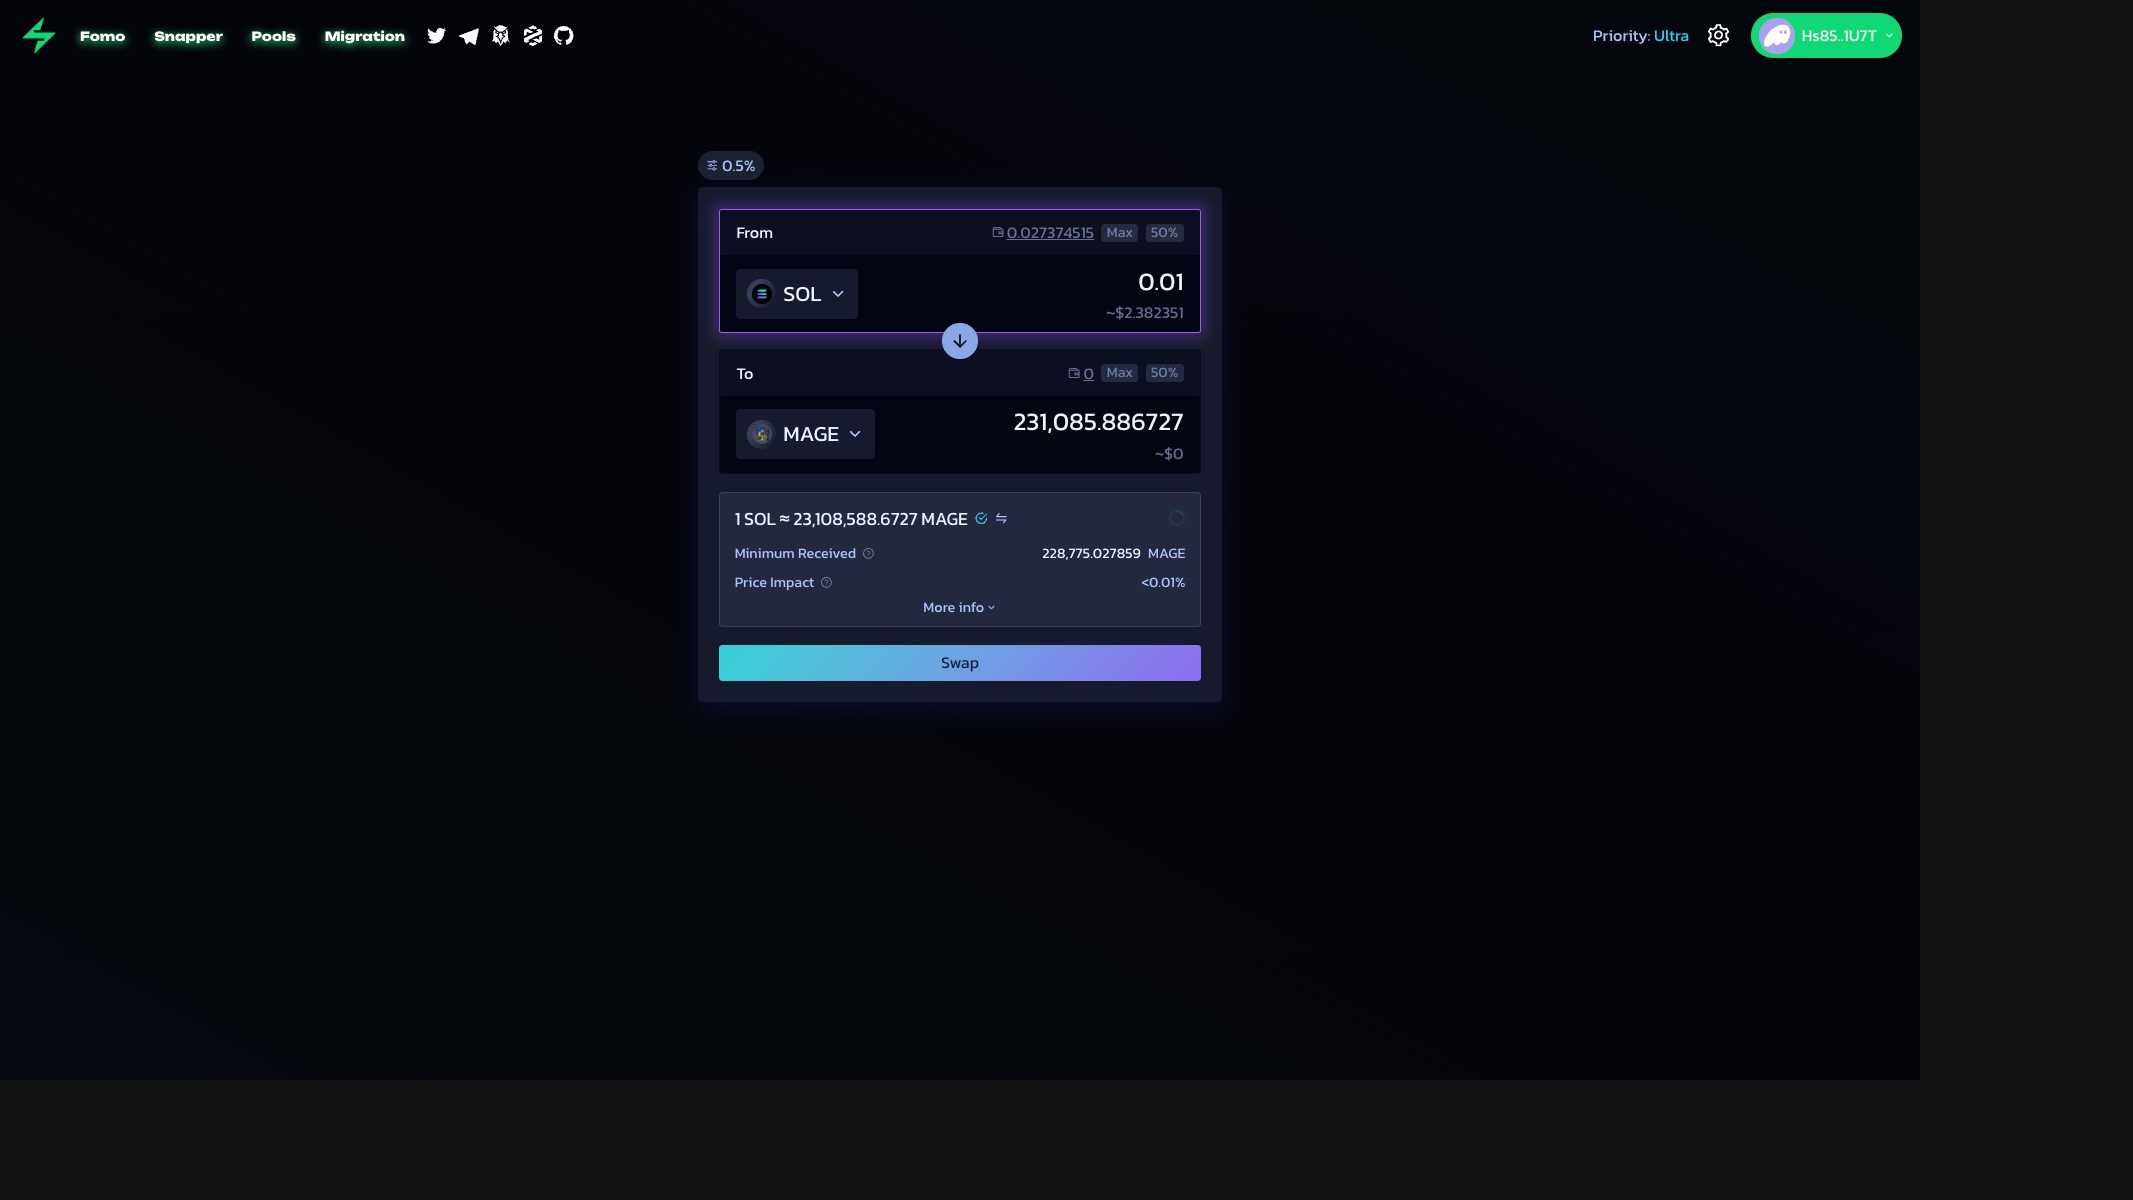 Fomo Snapper Pools Migration Priority: Ultra Hs85..1U7T
0.5%
From 0.027374515 Max 50%
SOL 0.01
~$2.382351
To 0 Max 50%
MAGE 231,085.886727
~$0
1 SOL ≈ 23,108,588.6727 MAGE
Minimum Received 228,775.027859 MAGE
Price Impact <0.01%
More info
Swap